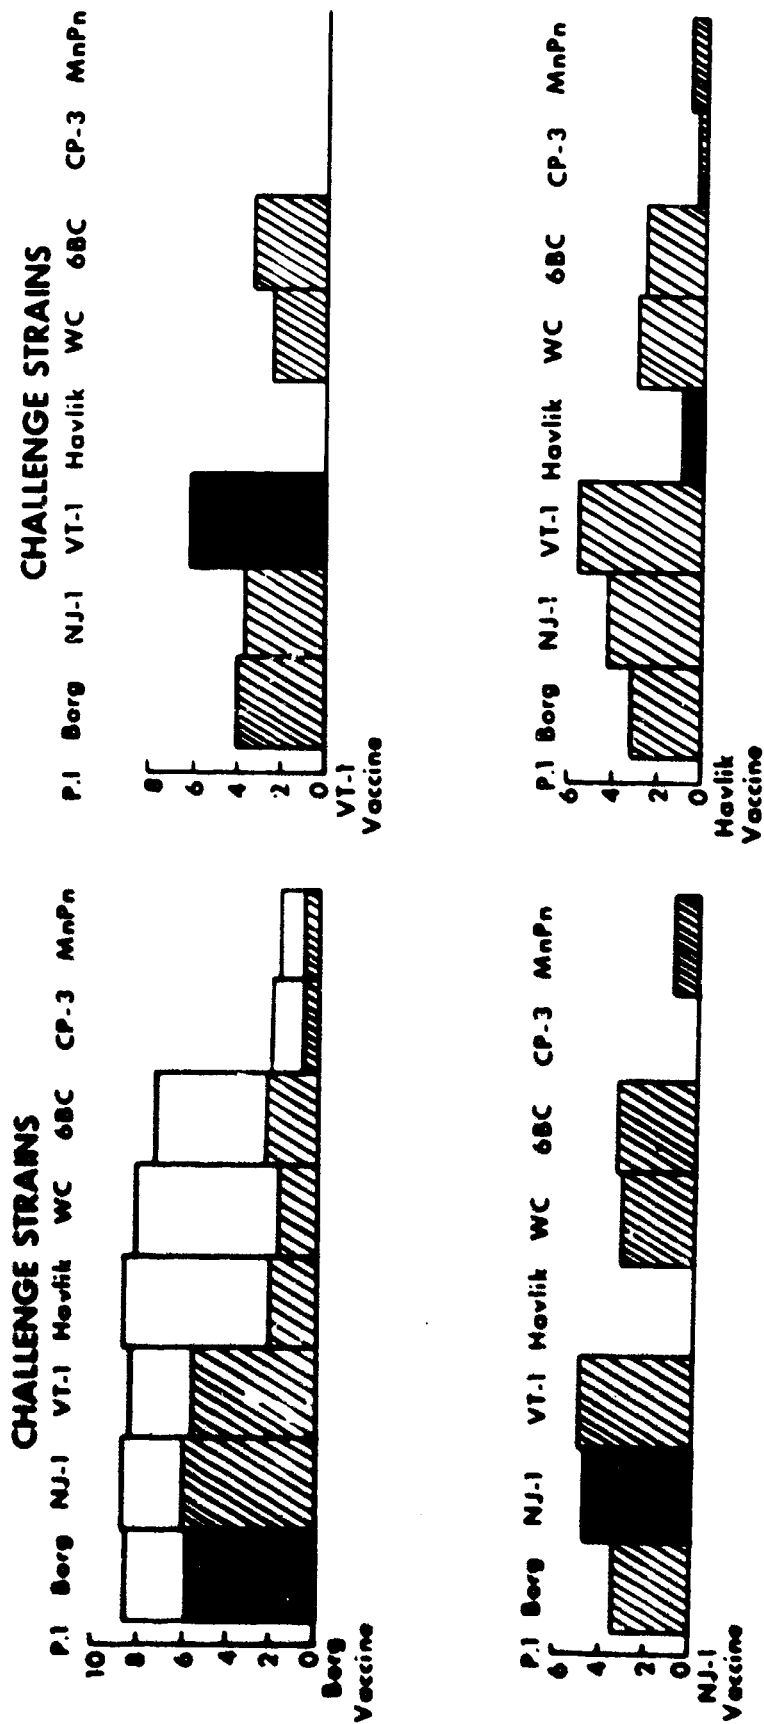 CHALLENGE STRAINS
P.I Borg NJ-1 VT-1 Havlik WC 6BC CP-3 MnPn
10
8
6
4
2
0
Borg
Vaccine
CHALLENGE STRAINS
P.I Borg NJ-1 VT-1 Havlik WC 6BC CP-3 MnPn
8
6
4
2
0
VT-1
Vaccine
P.I Borg NJ-1 VT-1 Havlik WC 6BC CP-3 MnPn
6
4
2
0
NJ-1
Vaccine
P.I Borg NJ-1 VT-1 Havlik WC 6BC CP-3 MnPn
6
4
2
0
Havlik
Vaccine